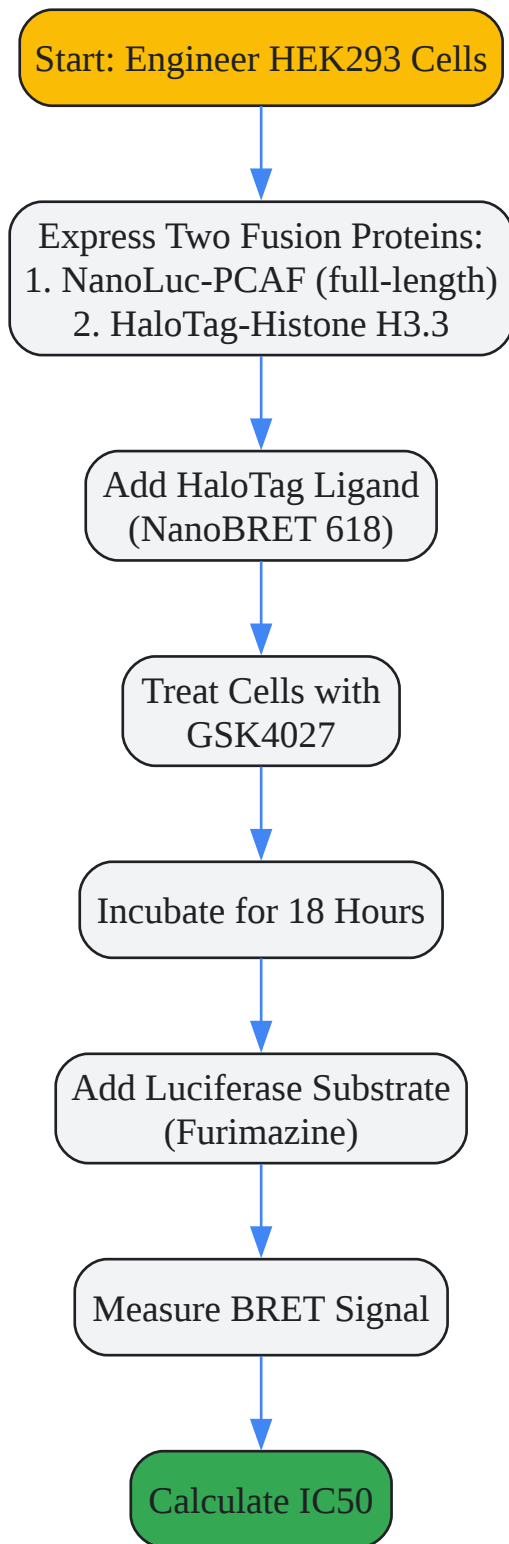 Start: Engineer HEK293 Cells
Express Two Fusion Proteins:
1. NanoLuc-PCAF (full-length)
2. HaloTag-Histone H3.3
Add HaloTag Ligand
(NanoBRET 618)
Treat Cells with
GSK4027
Incubate for 18 Hours
Add Luciferase Substrate
(Furimazine)
Measure BRET Signal
Calculate IC50